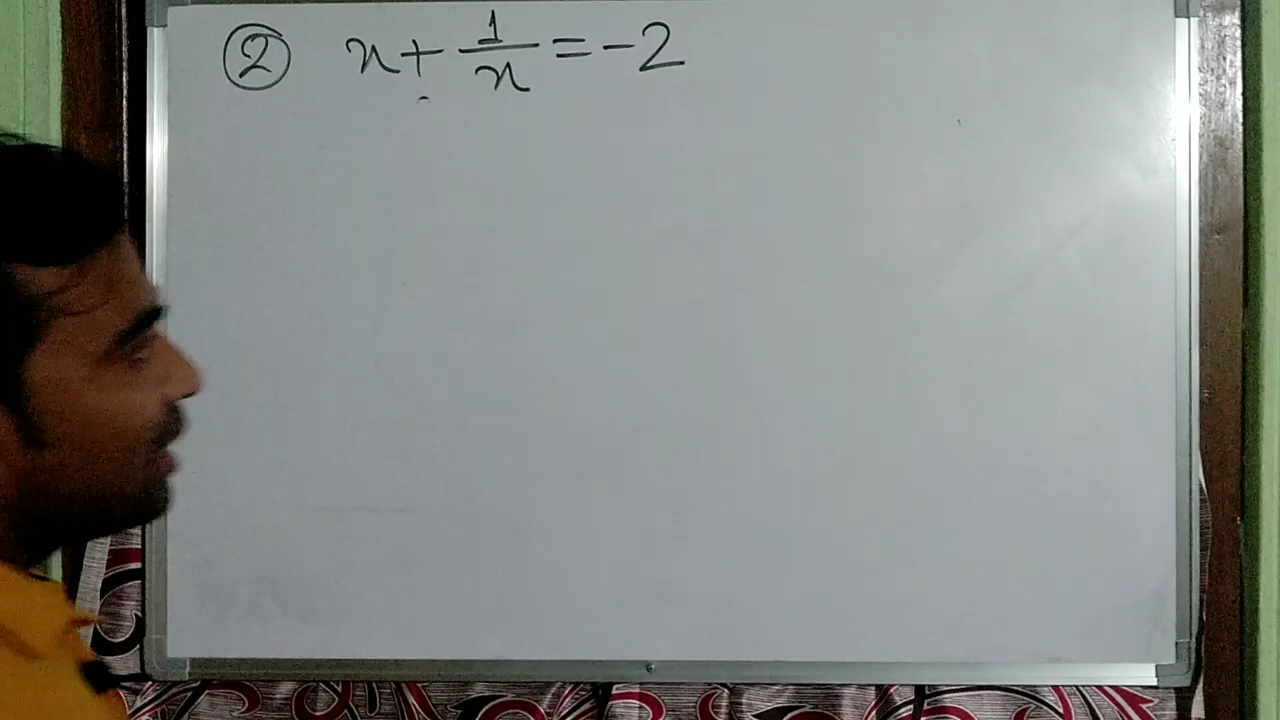 ② x + 1/x = -2